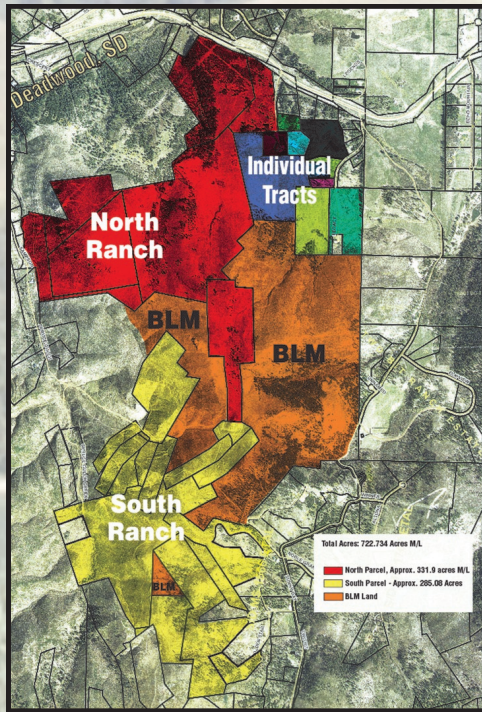 Deadwood, SD
Individual
Tracts
North
Ranch
BLM
BLM
South
Ranch
BLM
Total Acres: 722.734 Acres M/L
North Parcel, Approx. 331.9 acres M/L
South Parcel - Approx. 285.08 Acres
BLM Land